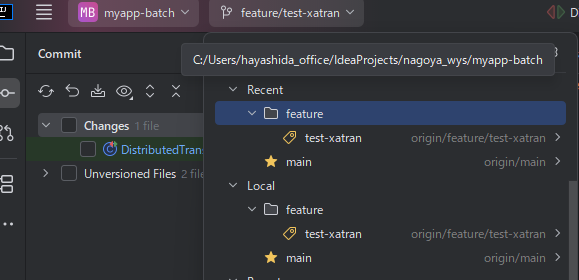 MB myapp-batch feature/test-xatran
Commit
C:/Users/hayashida_office/IdeaProjects/nagoya_wys/myapp-batch
Recent
feature
Changes 1 file
test-xatran origin/feature/test-xatran
main origin/main
Unversioned Files 2 file
Local
feature
test-xatran origin/feature/test-xatran
main origin/main